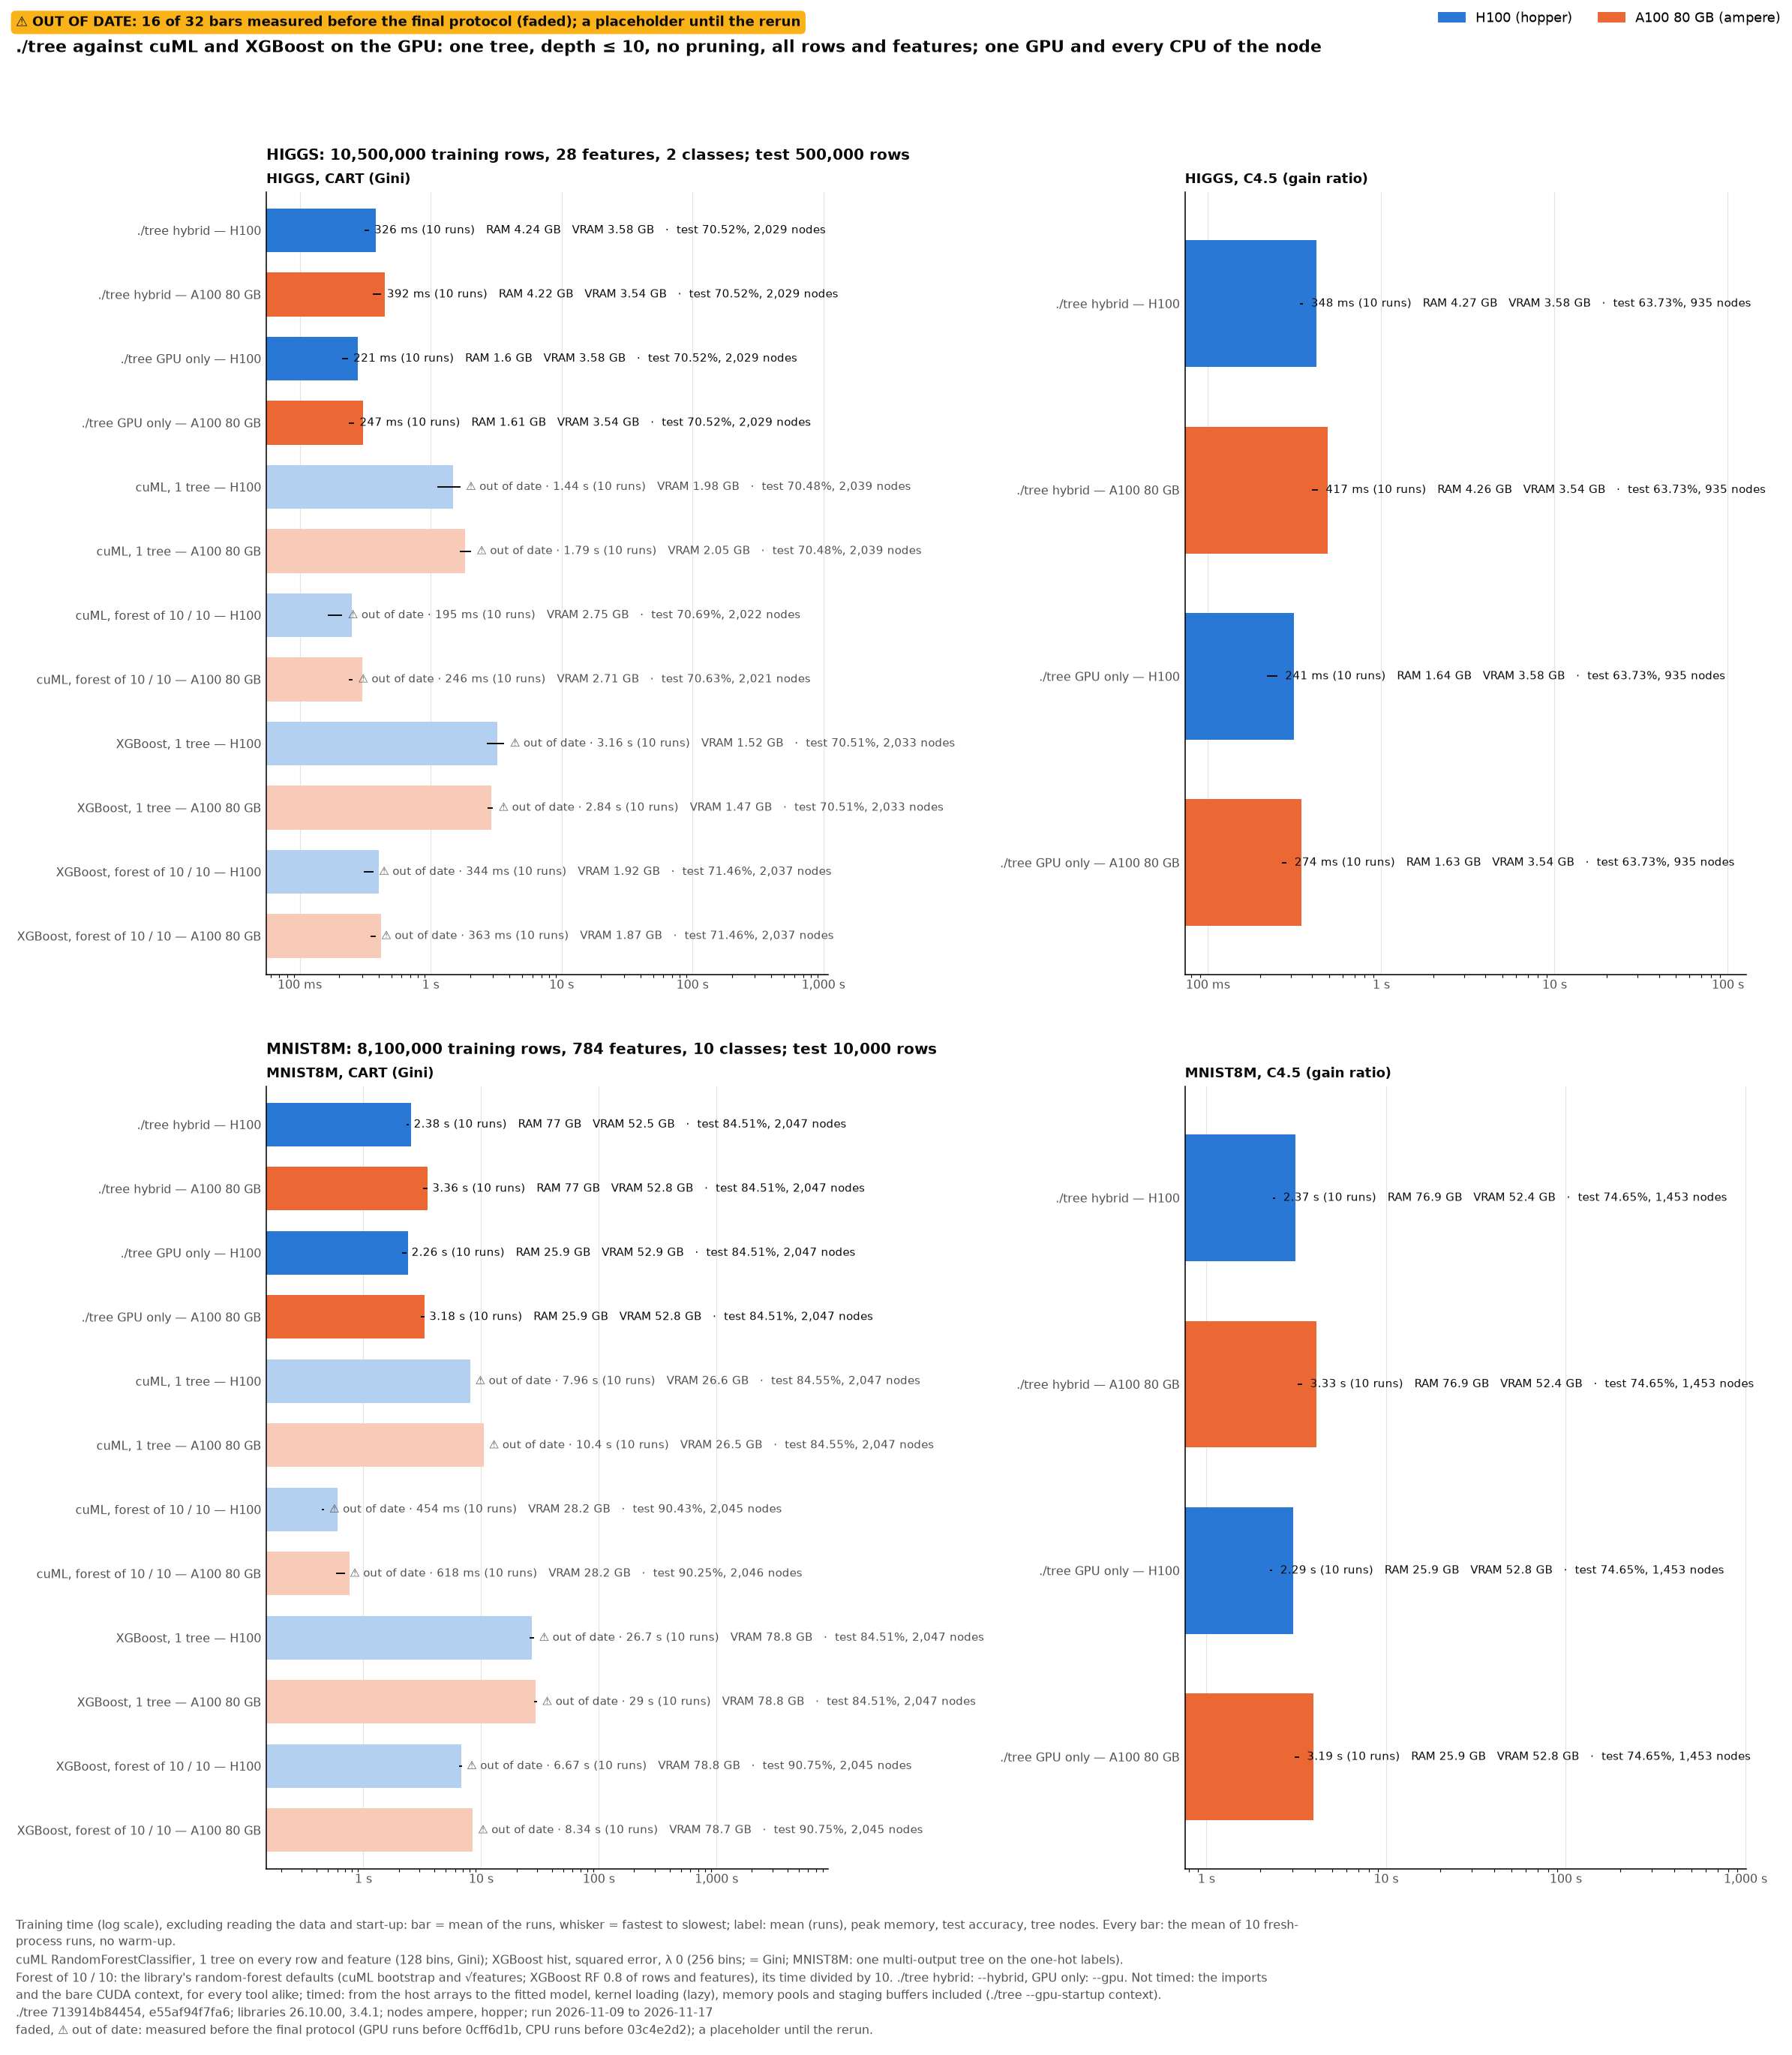 ⚠ OUT OF DATE: 16 of 32 bars measured before the final protocol (faded); a placeholder until the rerun
H100 (hopper)
A100 80 GB (ampere)
./tree against cuML and XGBoost on the GPU: one tree, depth ≤ 10, no pruning, all rows and features; one GPU and every CPU of the node
HIGGS: 10,500,000 training rows, 28 features, 2 classes; test 500,000 rows
HIGGS, CART (Gini)
./tree hybrid — H100
326 ms (10 runs) RAM 4.24 GB VRAM 3.58 GB · test 70.52%, 2,029 nodes
./tree hybrid — A100 80 GB
392 ms (10 runs) RAM 4.22 GB VRAM 3.54 GB · test 70.52%, 2,029 nodes
./tree GPU only — H100
221 ms (10 runs) RAM 1.6 GB VRAM 3.58 GB · test 70.52%, 2,029 nodes
./tree GPU only — A100 80 GB
247 ms (10 runs) RAM 1.61 GB VRAM 3.54 GB · test 70.52%, 2,029 nodes
cuML, 1 tree — H100
⚠ out of date · 1.44 s (10 runs) VRAM 1.98 GB · test 70.48%, 2,039 nodes
cuML, 1 tree — A100 80 GB
⚠ out of date · 1.79 s (10 runs) VRAM 2.05 GB · test 70.48%, 2,039 nodes
cuML, forest of 10 / 10 — H100
⚠ out of date · 195 ms (10 runs) VRAM 2.75 GB · test 70.69%, 2,022 nodes
cuML, forest of 10 / 10 — A100 80 GB
⚠ out of date · 246 ms (10 runs) VRAM 2.71 GB · test 70.63%, 2,021 nodes
XGBoost, 1 tree — H100
⚠ out of date · 3.16 s (10 runs) VRAM 1.52 GB · test 70.51%, 2,033 nodes
XGBoost, 1 tree — A100 80 GB
⚠ out of date · 2.84 s (10 runs) VRAM 1.47 GB · test 70.51%, 2,033 nodes
XGBoost, forest of 10 / 10 — H100
⚠ out of date · 344 ms (10 runs) VRAM 1.92 GB · test 71.46%, 2,037 nodes
XGBoost, forest of 10 / 10 — A100 80 GB
⚠ out of date · 363 ms (10 runs) VRAM 1.87 GB · test 71.46%, 2,037 nodes
100 ms 1 s 10 s 100 s 1,000 s
HIGGS, C4.5 (gain ratio)
./tree hybrid — H100
348 ms (10 runs) RAM 4.27 GB VRAM 3.58 GB · test 63.73%, 935 nodes
./tree hybrid — A100 80 GB
417 ms (10 runs) RAM 4.26 GB VRAM 3.54 GB · test 63.73%, 935 nodes
./tree GPU only — H100
241 ms (10 runs) RAM 1.64 GB VRAM 3.58 GB · test 63.73%, 935 nodes
./tree GPU only — A100 80 GB
274 ms (10 runs) RAM 1.63 GB VRAM 3.54 GB · test 63.73%, 935 nodes
100 ms 1 s 10 s 100 s
MNIST8M: 8,100,000 training rows, 784 features, 10 classes; test 10,000 rows
MNIST8M, CART (Gini)
./tree hybrid — H100
2.38 s (10 runs) RAM 77 GB VRAM 52.5 GB · test 84.51%, 2,047 nodes
./tree hybrid — A100 80 GB
3.36 s (10 runs) RAM 77 GB VRAM 52.8 GB · test 84.51%, 2,047 nodes
./tree GPU only — H100
2.26 s (10 runs) RAM 25.9 GB VRAM 52.9 GB · test 84.51%, 2,047 nodes
./tree GPU only — A100 80 GB
3.18 s (10 runs) RAM 25.9 GB VRAM 52.8 GB · test 84.51%, 2,047 nodes
cuML, 1 tree — H100
⚠ out of date · 7.96 s (10 runs) VRAM 26.6 GB · test 84.55%, 2,047 nodes
cuML, 1 tree — A100 80 GB
⚠ out of date · 10.4 s (10 runs) VRAM 26.5 GB · test 84.55%, 2,047 nodes
cuML, forest of 10 / 10 — H100
⚠ out of date · 454 ms (10 runs) VRAM 28.2 GB · test 90.43%, 2,045 nodes
cuML, forest of 10 / 10 — A100 80 GB
⚠ out of date · 618 ms (10 runs) VRAM 28.2 GB · test 90.25%, 2,046 nodes
XGBoost, 1 tree — H100
⚠ out of date · 26.7 s (10 runs) VRAM 78.8 GB · test 84.51%, 2,047 nodes
XGBoost, 1 tree — A100 80 GB
⚠ out of date · 29 s (10 runs) VRAM 78.8 GB · test 84.51%, 2,047 nodes
XGBoost, forest of 10 / 10 — H100
⚠ out of date · 6.67 s (10 runs) VRAM 78.8 GB · test 90.75%, 2,045 nodes
XGBoost, forest of 10 / 10 — A100 80 GB
⚠ out of date · 8.34 s (10 runs) VRAM 78.7 GB · test 90.75%, 2,045 nodes
1 s 10 s 100 s 1,000 s
MNIST8M, C4.5 (gain ratio)
./tree hybrid — H100
2.37 s (10 runs) RAM 76.9 GB VRAM 52.4 GB · test 74.65%, 1,453 nodes
./tree hybrid — A100 80 GB
3.33 s (10 runs) RAM 76.9 GB VRAM 52.4 GB · test 74.65%, 1,453 nodes
./tree GPU only — H100
2.29 s (10 runs) RAM 25.9 GB VRAM 52.8 GB · test 74.65%, 1,453 nodes
./tree GPU only — A100 80 GB
3.19 s (10 runs) RAM 25.9 GB VRAM 52.8 GB · test 74.65%, 1,453 nodes
1 s 10 s 100 s 1,000 s
Training time (log scale), excluding reading the data and start-up: bar = mean of the runs, whisker = fastest to slowest; label: mean (runs), peak memory, test accuracy, tree nodes. Every bar: the mean of 10 fresh-
process runs, no warm-up.
cuML RandomForestClassifier, 1 tree on every row and feature (128 bins, Gini); XGBoost hist, squared error, λ 0 (256 bins; = Gini; MNIST8M: one multi-output tree on the one-hot labels).
Forest of 10 / 10: the library's random-forest defaults (cuML bootstrap and √features; XGBoost RF 0.8 of rows and features), its time divided by 10. ./tree hybrid: --hybrid, GPU only: --gpu. Not timed: the imports
and the bare CUDA context, for every tool alike; timed: from the host arrays to the fitted model, kernel loading (lazy), memory pools and staging buffers included (./tree --gpu-startup context).
./tree 713914b84454, e55af94f7fa6; libraries 26.10.00, 3.4.1; nodes ampere, hopper; run 2026-11-09 to 2026-11-17
faded, ⚠ out of date: measured before the final protocol (GPU runs before 0cff6d1b, CPU runs before 03c4e2d2); a placeholder until the rerun.